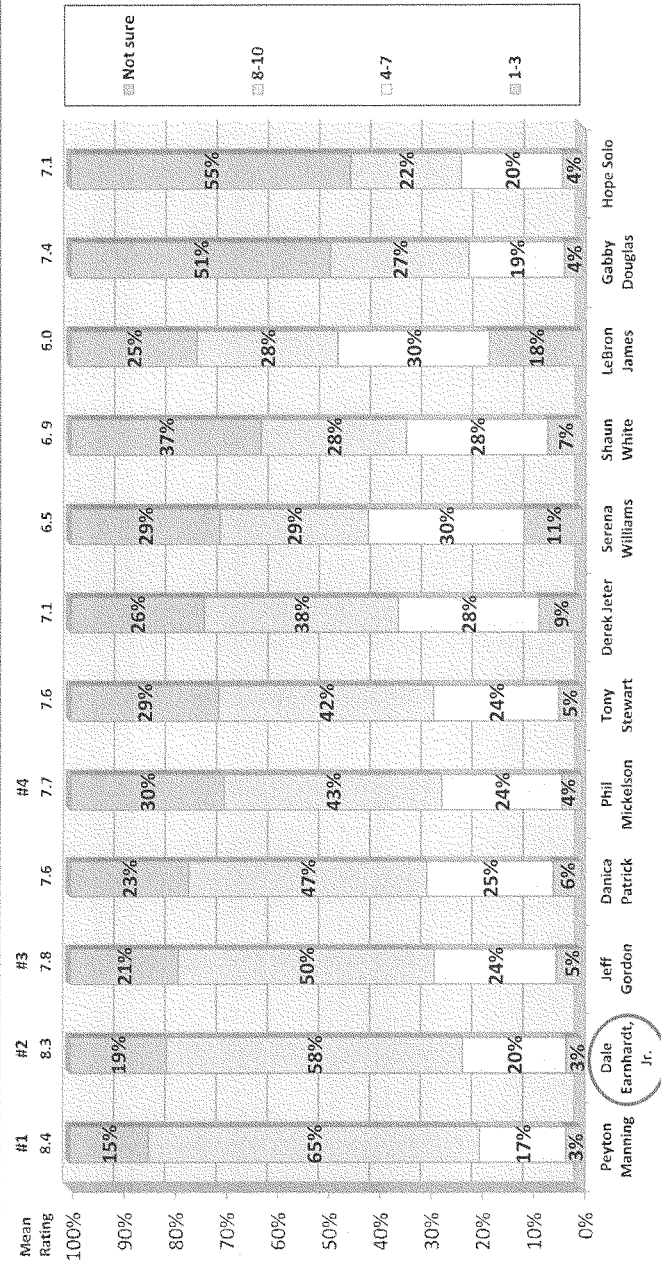 #1 #2 #3 #4
Mean
Rating 8.4 8.3 7.8 7.6 7.7 7.6 7.1 6.5 6.9 6.0 7.4 7.1
100%
90%
80%
70%
60%
50%
40%
30%
20%
10%
0%
15% 19% 21% 23% 30% 29% 26% 29% 37% 25% 51% 55%
65% 58% 50% 47% 43% 42% 38% 29% 28% 28% 27% 22%
17% 20% 24% 25% 24% 24% 28% 30% 28% 30% 19% 20%
3% 3% 5% 6% 4% 5% 9% 11% 7% 18% 4% 4%
Peyton
Manning
Dale
Earnhardt,
Jr.
Jeff
Gordon
Danica
Patrick
Phil
Mickelson
Tony
Stewart
Derek Jeter
Serena
Williams
Shaun
White
LeBron
James
Gabby
Douglas
Hope Solo
Not sure
8-10
4-7
1-3